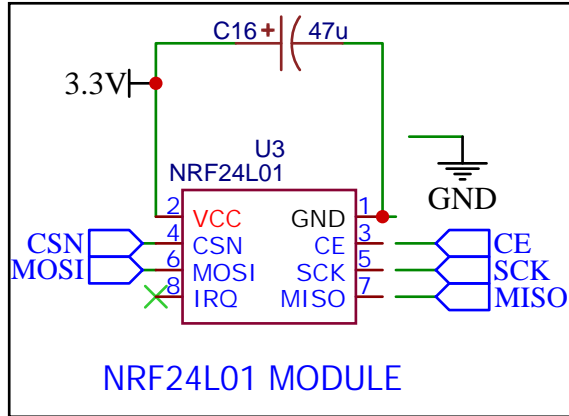 C16 + 47u
3.3V
U3
NRF24L01
GND
2 VCC GND 1
CSN 4 CSN CE 3 CE
MOSI 6 MOSI SCK 5 SCK
8 IRQ MISO 7 MISO
NRF24L01 MODULE